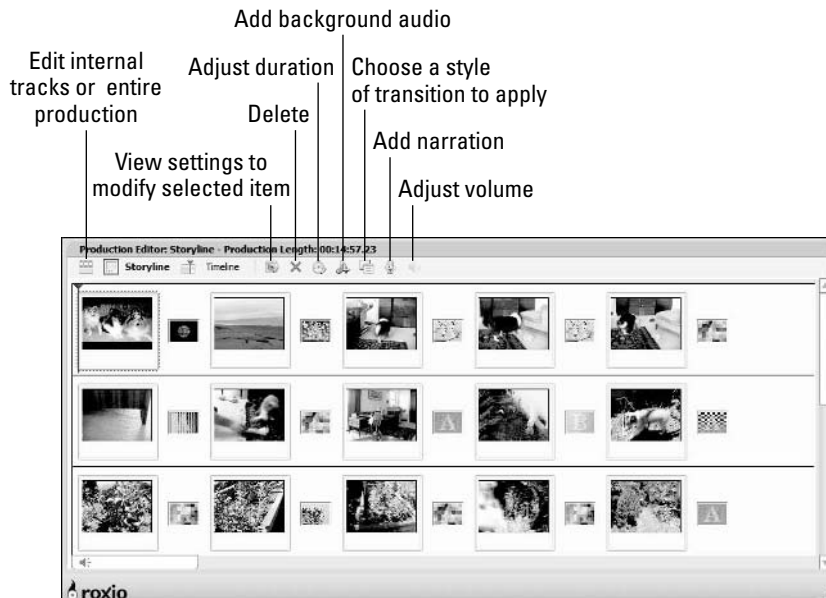 Add background audio
Edit internal
tracks or entire
production
Adjust duration
Choose a style
of transition to apply
Delete
Add narration
View settings to
modify selected item
Adjust volume
Production Editor: Storyline - Production Length: 00:14:57.23
Storyline
Timeline
A
B
A
roxio